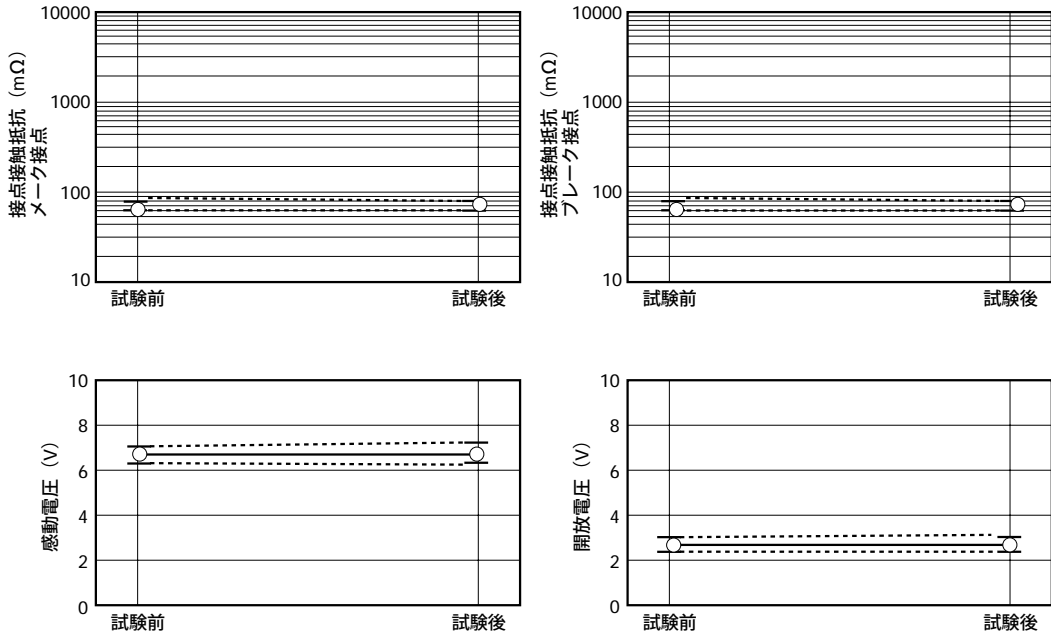 接点接触抵抗 (mΩ)
メーク接点
10000
1000
100
10
試験前
試験後
接点接触抵抗 (mΩ)
ブレーク接点
10000
1000
100
10
試験前
試験後
感動電圧 (V)
10
8
6
4
2
0
試験前
試験後
開放電圧 (V)
10
8
6
4
2
0
試験前
試験後